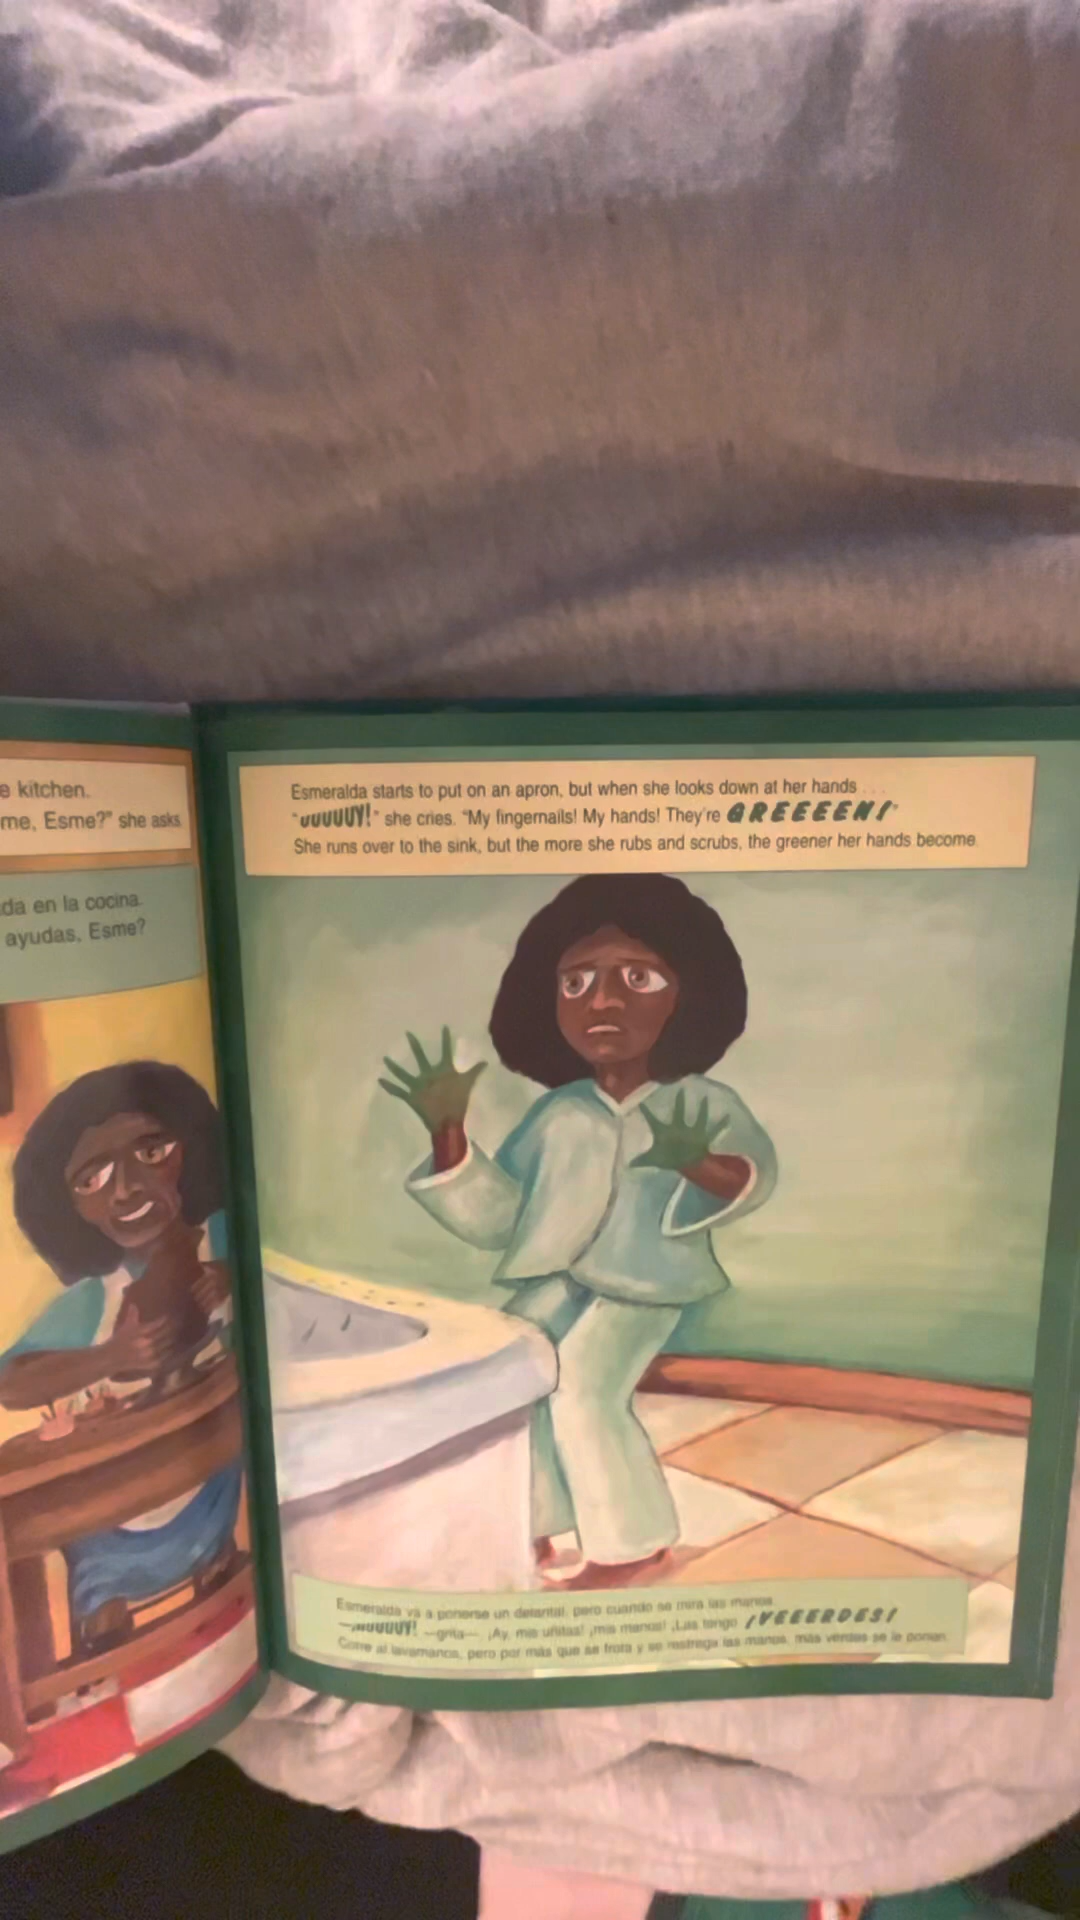 e kitchen.
me, Esme?" she asks
da en la cocina.
ayudas, Esme?
Esmeralda starts to put on an apron, but when she looks down at her hands . . .
"UUUUUY!" she cries. "My fingernails! My hands! They're GREEEEN!"
She runs over to the sink, but the more she rubs and scrubs, the greener her hands become.
Esmeralda va a ponerse un delantal, pero cuando se mira las manos
—¡UUUUUY! —grita—. ¡Ay, mis uñitas! ¡mis manos! ¡Las tengo ¡VEEERDES!
Corre al lavamanos, pero por más que se frota y se restriega las manos, más verdes se le ponen.